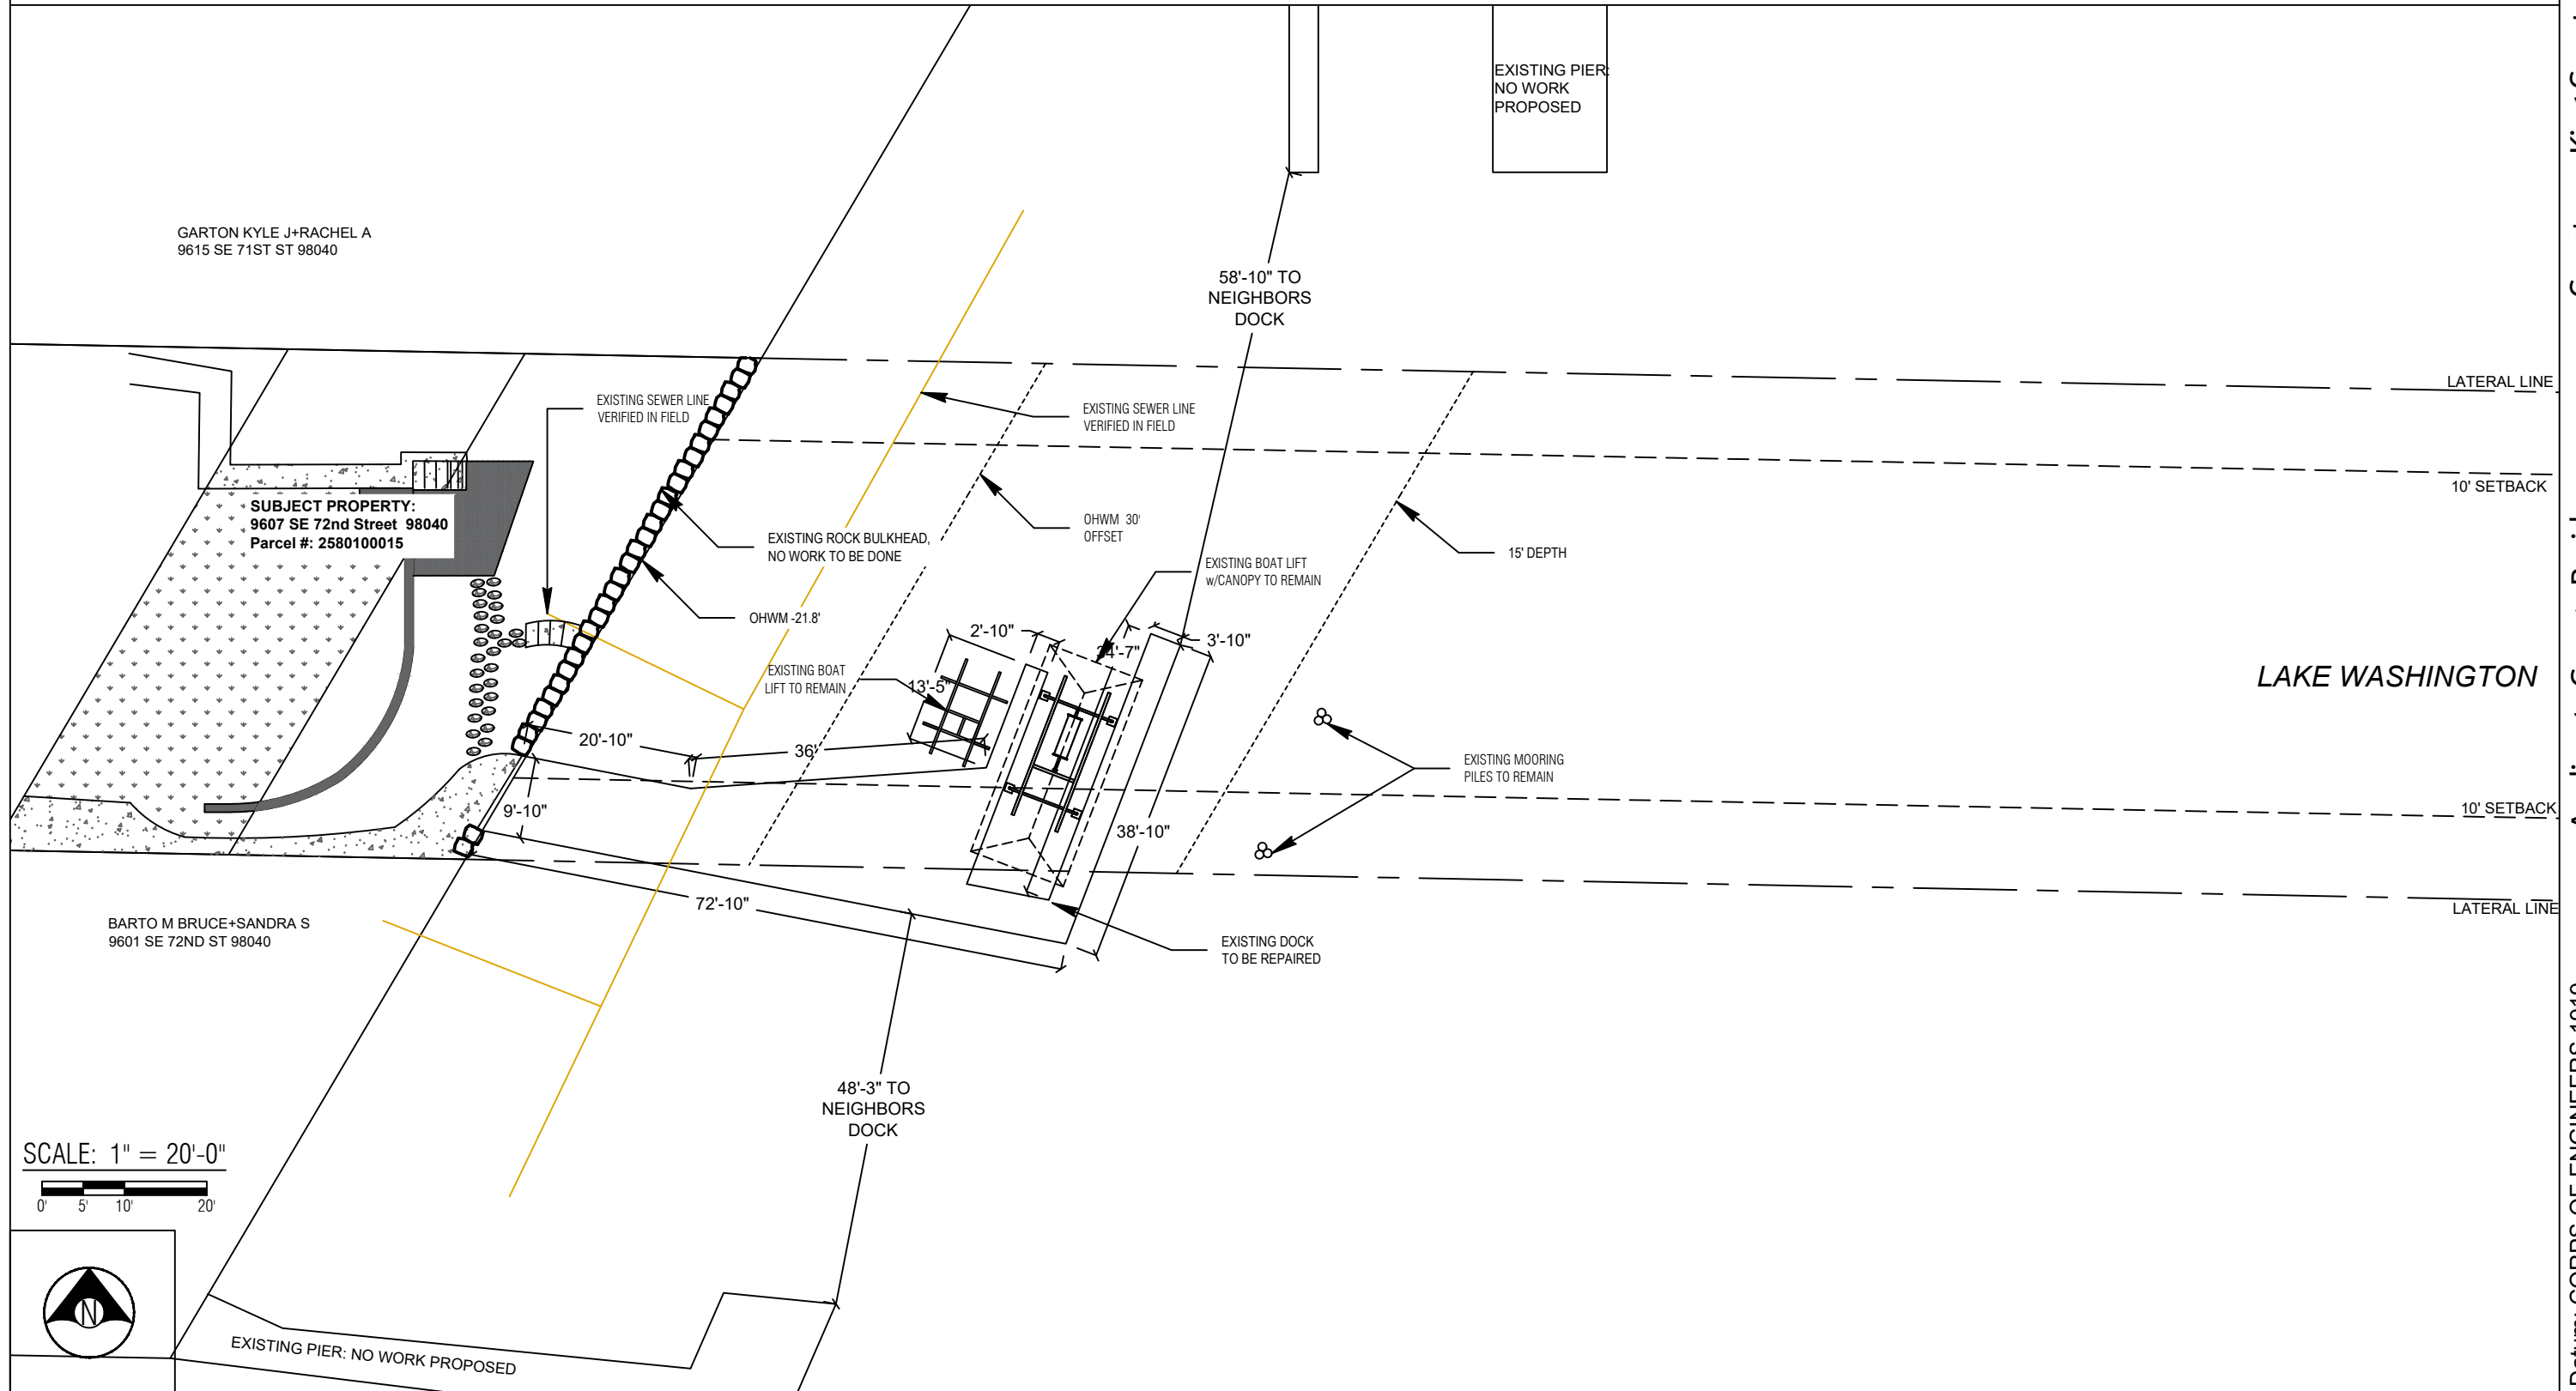 EXISTING PIER:
NO WORK
PROPOSED
GARTON KYLE J+RACHEL A
9615 SE 71ST ST 98040
58'-10" TO
NEIGHBORS
DOCK
LATERAL LINE
EXISTING SEWER LINE
VERIFIED IN FIELD
EXISTING SEWER LINE
VERIFIED IN FIELD
10' SETBACK
SUBJECT PROPERTY:
9607 SE 72nd Street 98040
Parcel #: 2580100015
EXISTING ROCK BULKHEAD,
NO WORK TO BE DONE
OHWM 30'
OFFSET
15' DEPTH
EXISTING BOAT LIFT
w/CANOPY TO REMAIN
OHWM -21.8'
2'-10"
34'-7"
3'-10"
EXISTING BOAT
LIFT TO REMAIN
13'-5"
LAKE WASHINGTON
20'-10"
36'
EXISTING MOORING
PILES TO REMAIN
9'-10"
38'-10"
10' SETBACK
72'-10"
LATERAL LINE
BARTO M BRUCE+SANDRA S
9601 SE 72ND ST 98040
EXISTING DOCK
TO BE REPAIRED
48'-3" TO
NEIGHBORS
DOCK
SCALE: 1" = 20'-0"
0' 5' 10' 20'
N
EXISTING PIER: NO WORK PROPOSED
CORPS OF ENGINEERS 1919